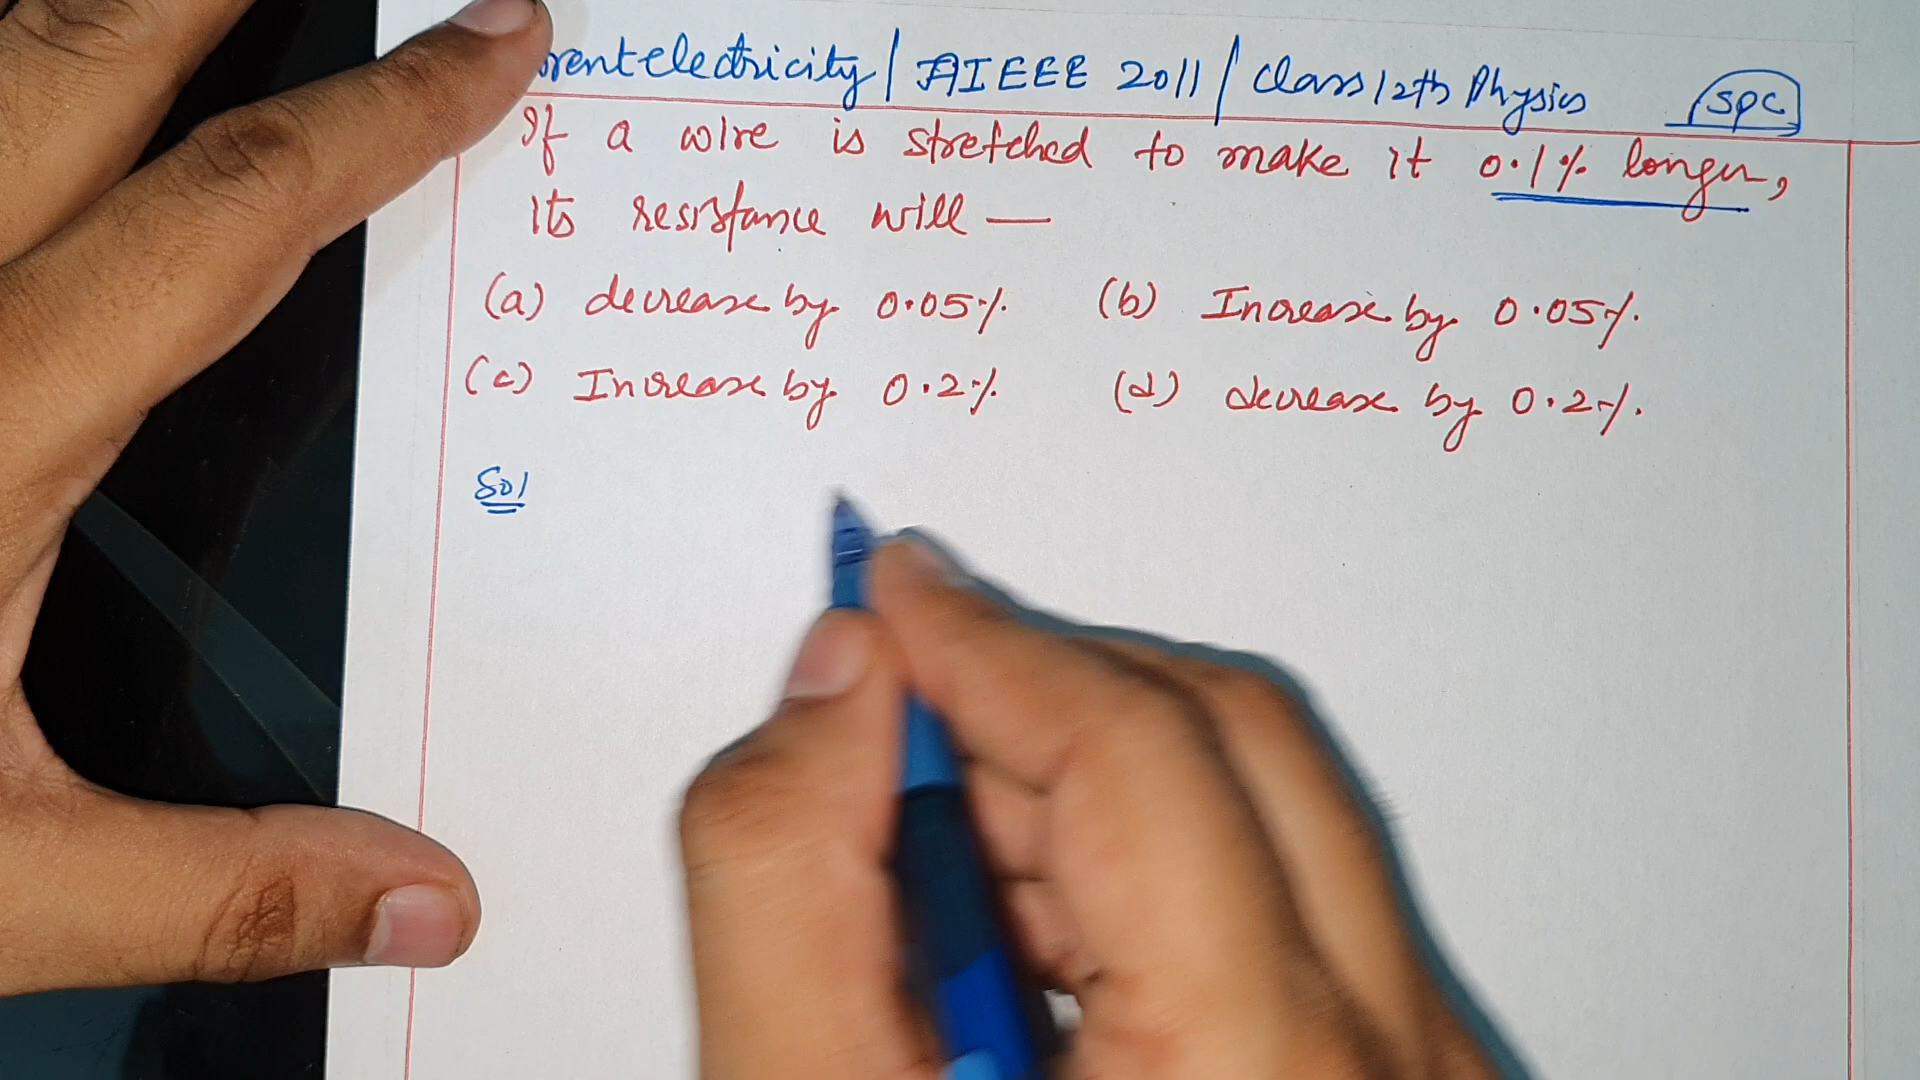 rent electricity / AIEEE 2011 / Class 12th Physics SPC
If a wire is stretched to make it 0.1% longer,
its resistance will —
(a) decrease by 0.05% (b) Increase by 0.05%.
(c) Increase by 0.2% (d) decrease by 0.2%.
Sol